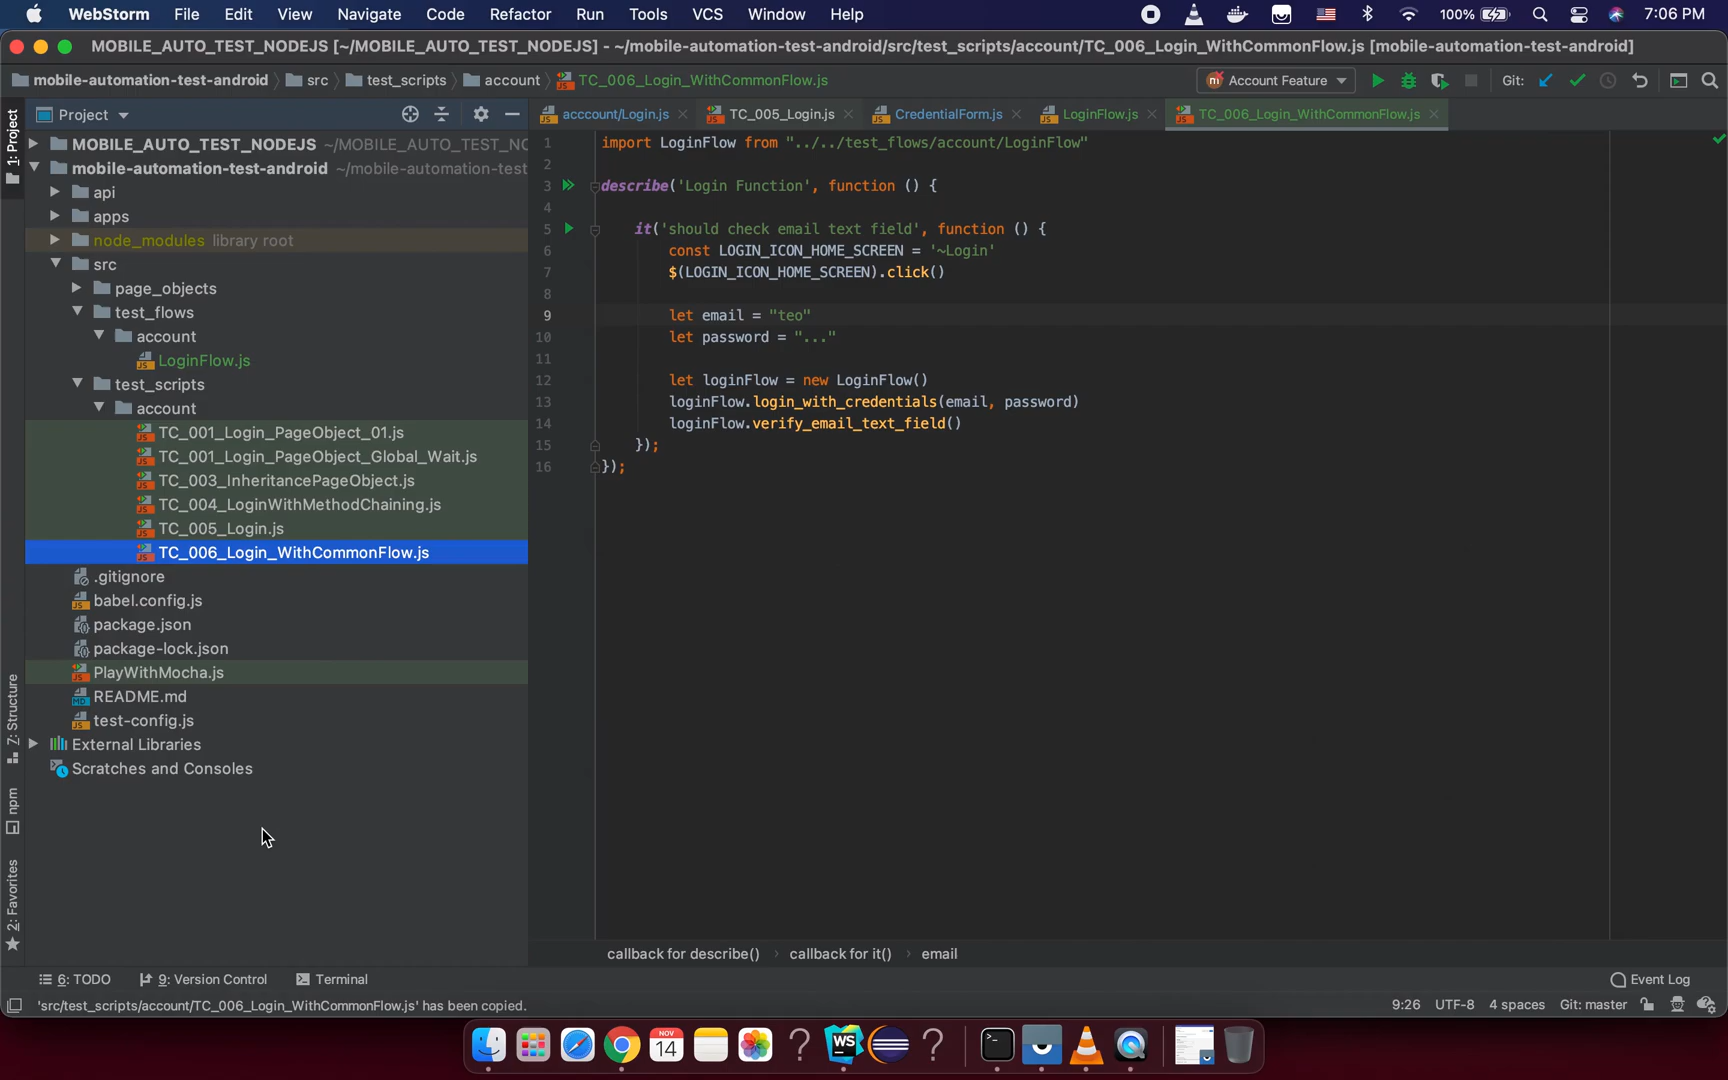 WebStorm File Edit View Navigate Code Refactor Run Tools VCS Window Help 100% 7:06 PM
MOBILE_AUTO_TEST_NODEJS [~/MOBILE_AUTO_TEST_NODEJS] - ~/mobile-automation-test-android/src/test_scripts/account/TC_006_Login_WithCommonFlow.js [mobile-automation-test-android]
mobile-automation-test-android src test_scripts account TC_006_Login_WithCommonFlow.js Account Feature Git:
1: Project
Project
acccount/Login.js TC_005_Login.js CredentialForm.js LoginFlow.js TC_006_Login_WithCommonFlow.js
MOBILE_AUTO_TEST_NODEJS ~/MOBILE_AUTO_TEST_NC
mobile-automation-test-android ~/mobile-automation-test
api
apps
node_modules library root
src
page_objects
test_flows
account
LoginFlow.js
test_scripts
account
TC_001_Login_PageObject_01.js
TC_001_Login_PageObject_Global_Wait.js
TC_003_InheritancePageObject.js
TC_004_LoginWithMethodChaining.js
TC_005_Login.js
TC_006_Login_WithCommonFlow.js
.gitignore
babel.config.js
package.json
package-lock.json
PlayWithMocha.js
README.md
test-config.js
External Libraries
Scratches and Consoles
7: Structure
npm
2: Favorites
1 import LoginFlow from "../../test_flows/account/LoginFlow"
2
3 describe('Login Function', function () {
4
5 it('should check email text field', function () {
6 const LOGIN_ICON_HOME_SCREEN = '~Login'
7 $(LOGIN_ICON_HOME_SCREEN).click()
8
9 let email = "teo"
10 let password = "..."
11
12 let loginFlow = new LoginFlow()
13 loginFlow.login_with_credentials(email, password)
14 loginFlow.verify_email_text_field()
15 });
16 });
callback for describe() callback for it() email
6: TODO 9: Version Control Terminal Event Log
'src/test_scripts/account/TC_006_Login_WithCommonFlow.js' has been copied. 9:26 UTF-8 4 spaces Git: master
NOV
14
WS